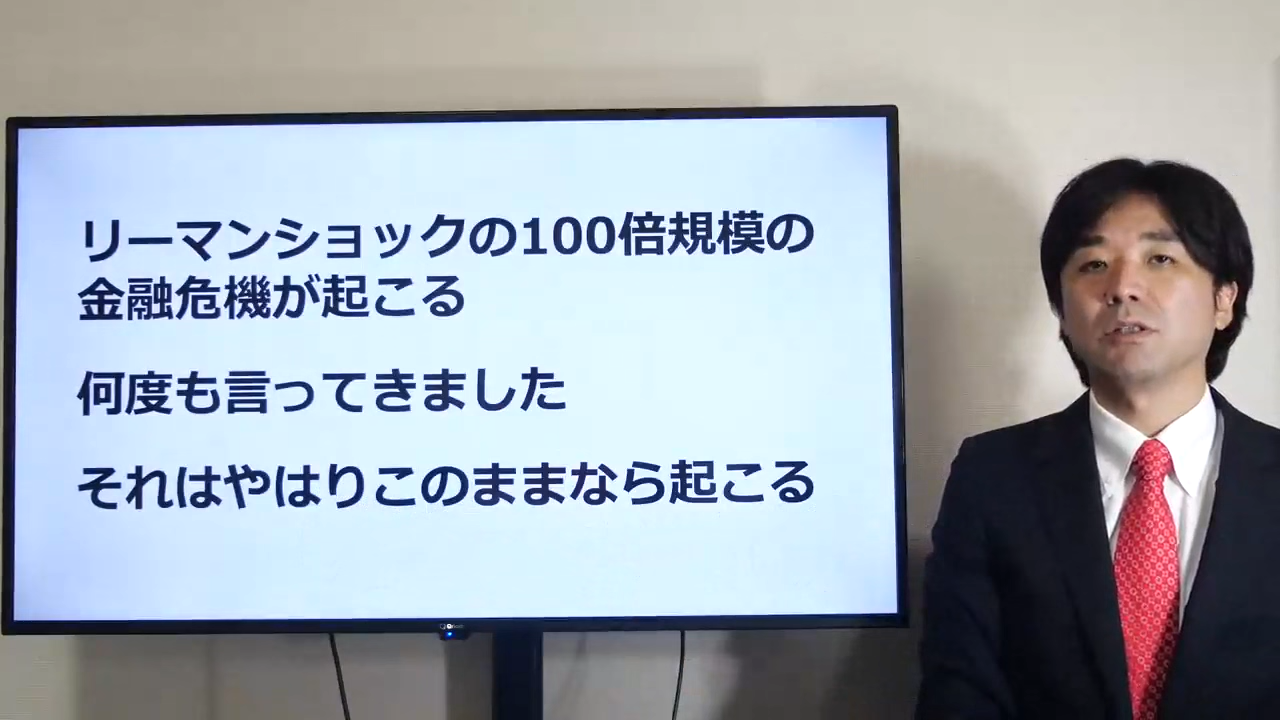 リーマンショックの100倍規模の
金融危機が起こる
何度も言ってきました
それはやはりこのままなら起こる